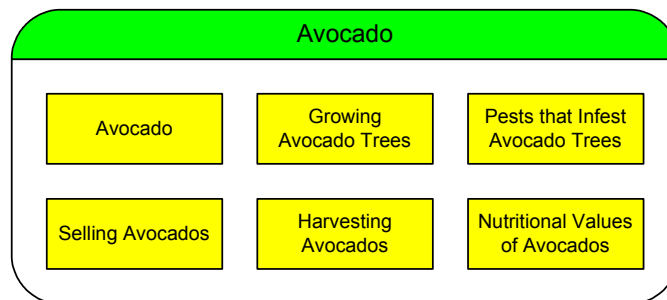 Avocado
Avocado
Growing
Avocado Trees
Pests that Infest
Avocado Trees
Selling Avocados
Harvesting
Avocados
Nutritional Values
of Avocados